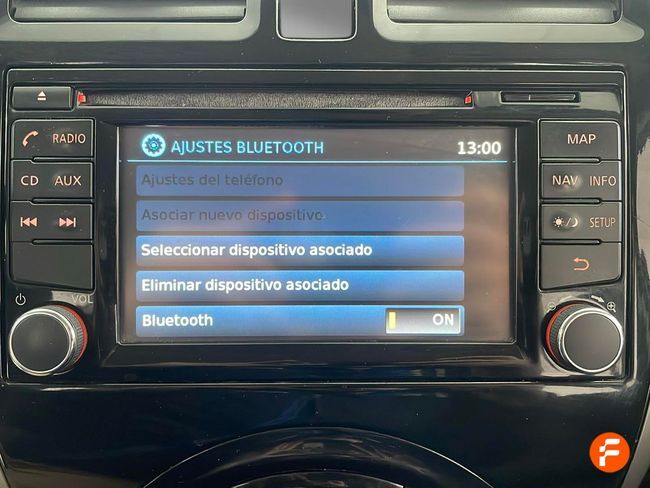 RADIO
CD AUX
VOL
AJUSTES BLUETOOTH 13:00
Ajustes del teléfono
Asociar nuevo dispositivo
Seleccionar dispositivo asociado
Eliminar dispositivo asociado
Bluetooth ON
MAP
NAV INFO
SETUP